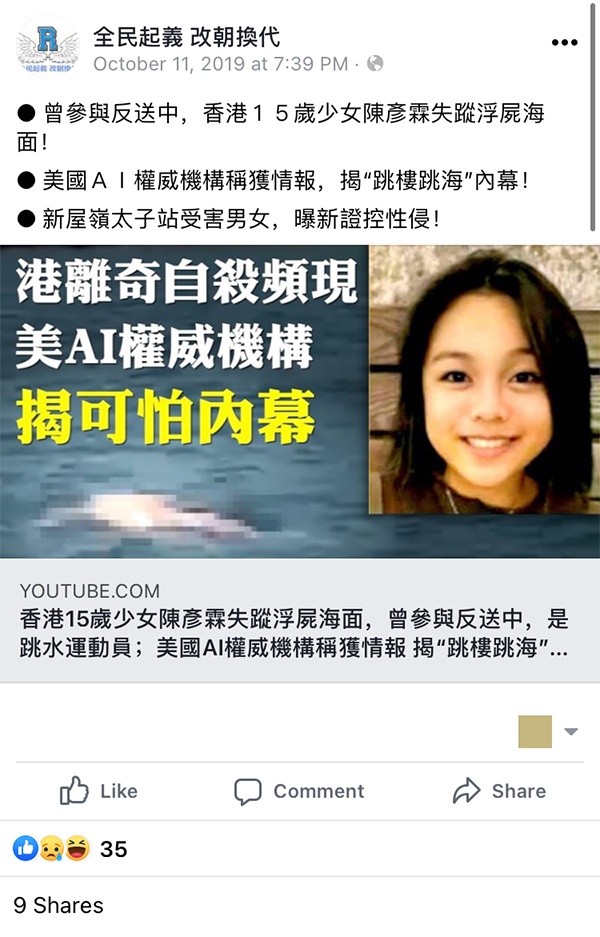 全民起義 改朝換代
October 11, 2019 at 7:39 PM ·
● 曾參與反送中，香港１５歲少女陳彥霖失蹤浮屍海
面！
● 美國ＡＩ權威機構稱獲情報，揭“跳樓跳海”內幕！
● 新屋嶺太子站受害男女，曝新證控性侵！
港離奇自殺頻現
美AI權威機構
揭可怕內幕
YOUTUBE.COM
香港15歲少女陳彥霖失蹤浮屍海面，曾參與反送中，是
跳水運動員；美國AI權威機構稱獲情報 揭“跳樓跳海”...
Like Comment Share
35
9 Shares